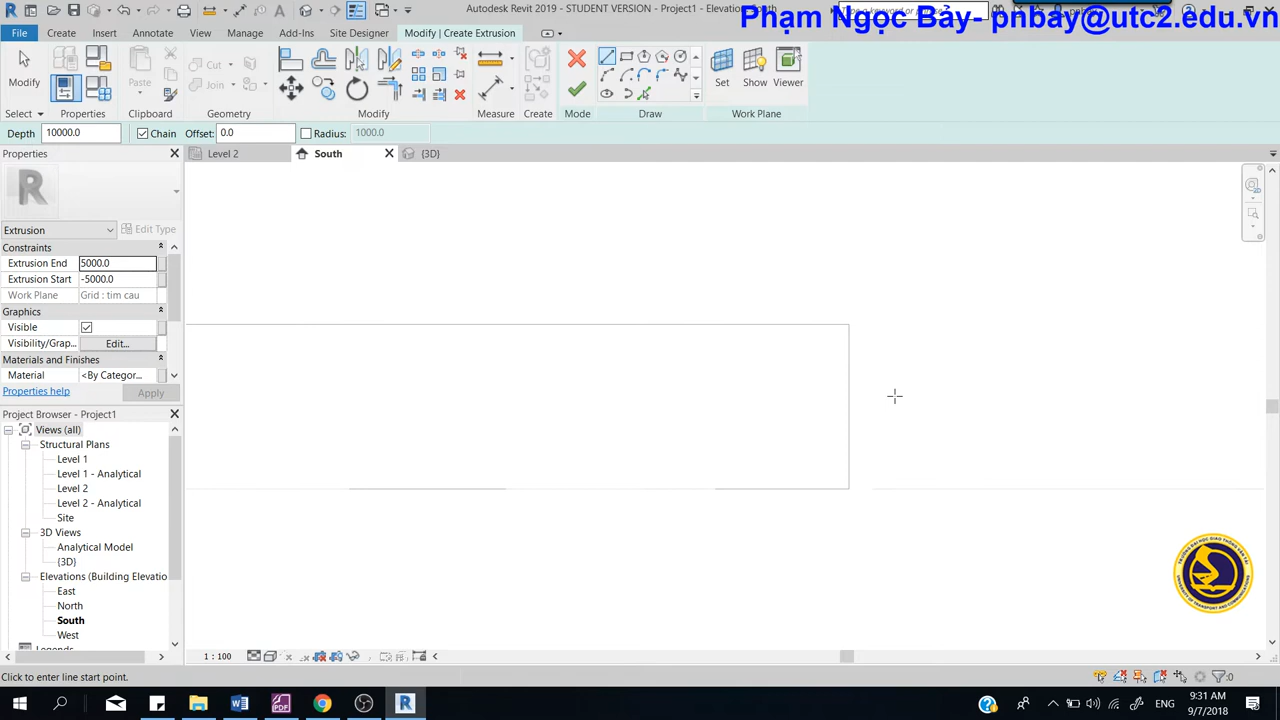 Autodesk Revit 2019 - STUDENT VERSION - Project1 - Elevation: South
Phạm Ngọc Bảy- pnbay@utc2.edu.vn
File Create Insert Annotate View Manage Add-Ins Site Designer Modify | Create Extrusion
Modify
Paste
Cut
Join
Create
Set Show Viewer
Select Properties Clipboard Geometry Modify Measure Create Mode Draw Work Plane
Depth 10000.0 Chain Offset: 0.0 Radius: 1000.0
Properties
Level 2 South {3D}
Extrusion Edit Type
Constraints
Extrusion End 5000.0
Extrusion Start -5000.0
Work Plane Grid : tim cau
Graphics
Visible
Visibility/Grap... Edit...
Materials and Finishes
Material <By Categor...
Properties help Apply
Project Browser - Project1
Views (all)
Structural Plans
Level 1
Level 1 - Analytical
Level 2
Level 2 - Analytical
Site
3D Views
Analytical Model
{3D}
Elevations (Building Elevatio
East
North
South
West
1 : 100
Click to enter line start point.
:0
ENG
9:31 AM
9/7/2018